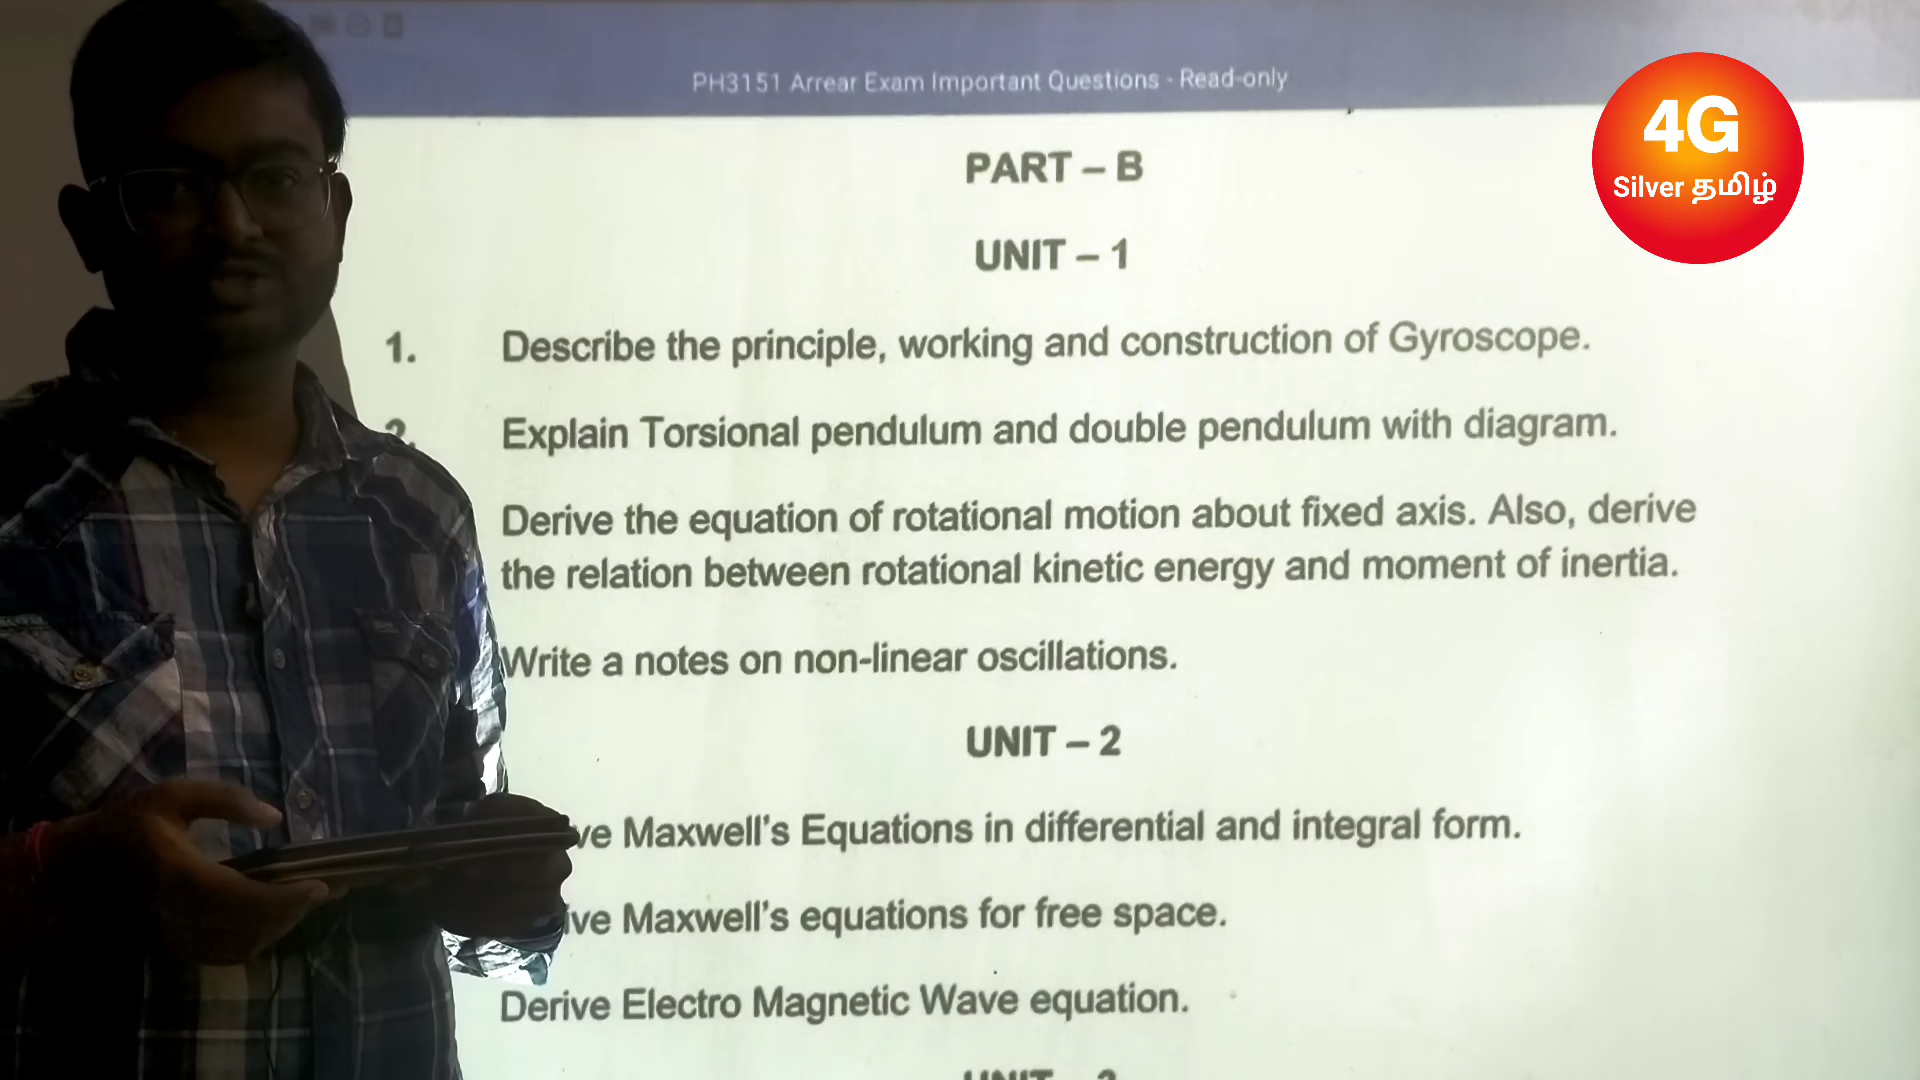 PH3151 Arrear Exam Important Questions - Read-only
4G
Silver தமிழ்
PART – B
UNIT – 1
1. Describe the principle, working and construction of Gyroscope.
2. Explain Torsional pendulum and double pendulum with diagram.
Derive the equation of rotational motion about fixed axis. Also, derive
the relation between rotational kinetic energy and moment of inertia.
Write a notes on non-linear oscillations.
UNIT – 2
Maxwell's Equations in differential and integral form.
Maxwell's equations for free space.
Derive Electro Magnetic Wave equation.